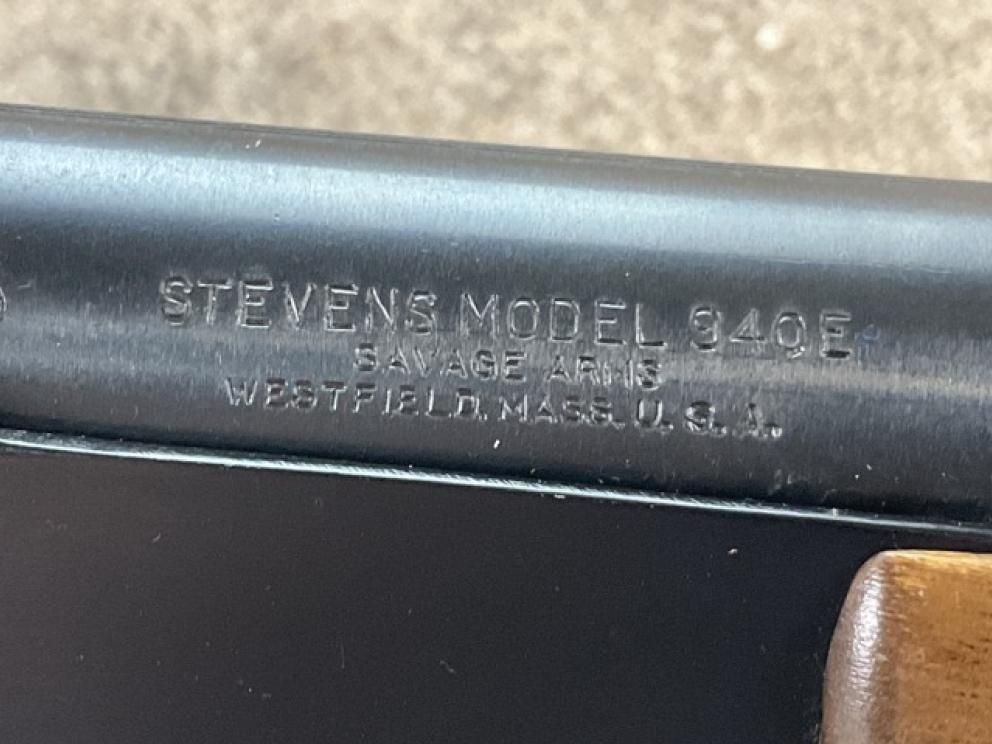 STEVENS MODEL 940E
SAVAGE ARMS
WESTFIELD, MASS. U. S. A.